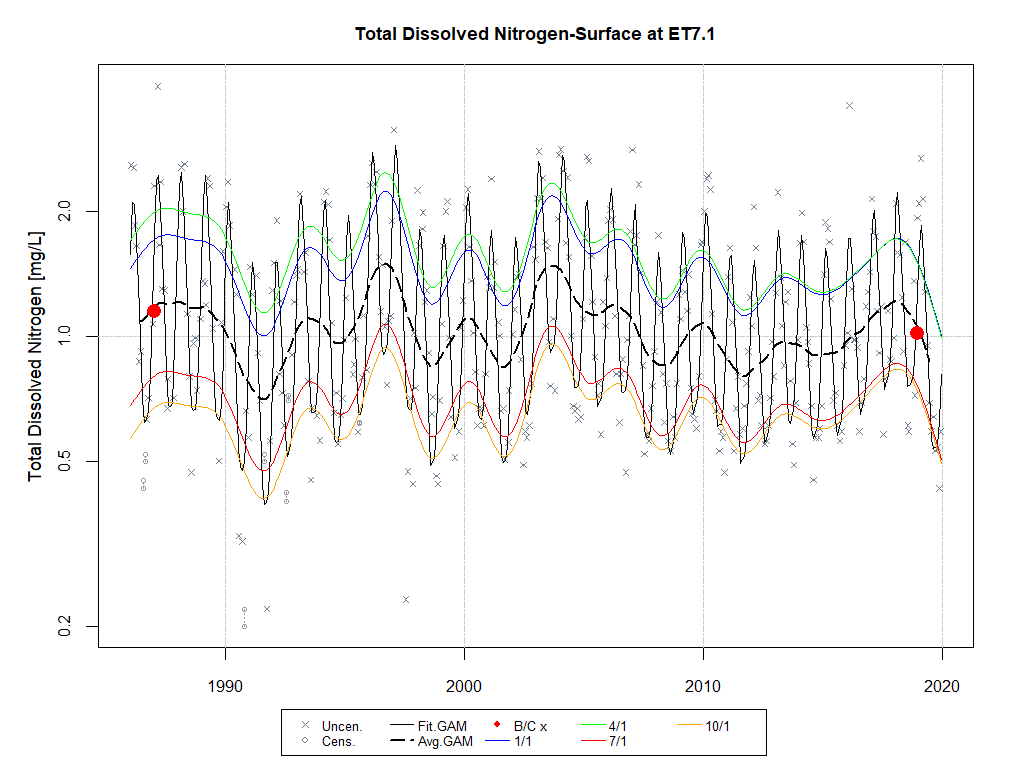 Total Dissolved Nitrogen-Surface at ET7.1
Total Dissolved Nitrogen [mg/L]
2.0
1.0
0.5
0.2
1990 2000 2010 2020
Uncen. Fit.GAM B/C x 4/1 10/1
Cens. Avg.GAM 1/1 7/1